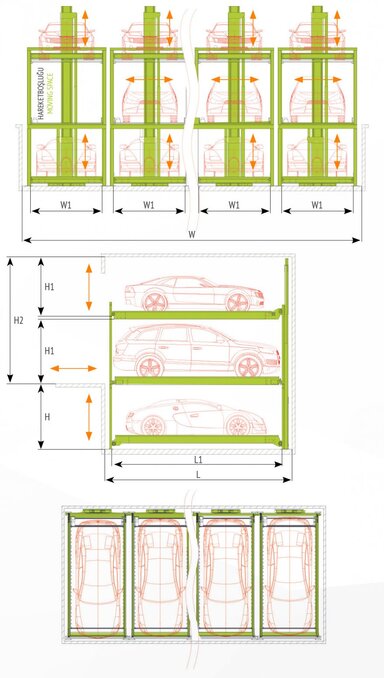 HAREKET BOŞLUĞU
MOVING SPACE
W1 W1 W1 W1
W
H1
H2
H1
H
L1
L